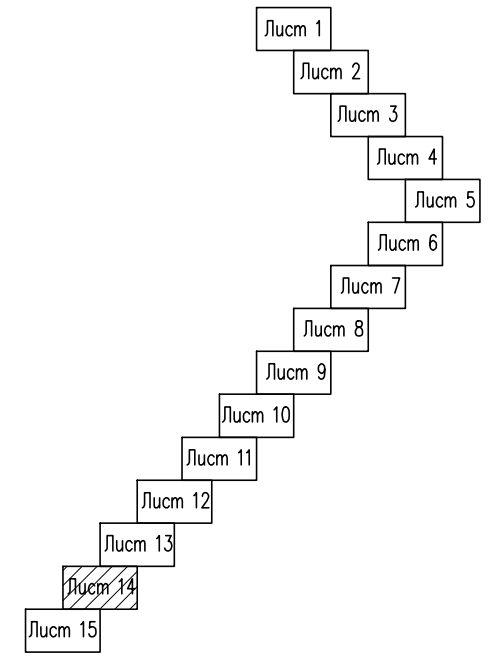 Лист 1
Лист 2
Лист 3
Лист 4
Лист 5
Лист 6
Лист 7
Лист 8
Лист 9
Лист 10
Лист 11
Лист 12
Лист 13
Лист 14
Лист 15